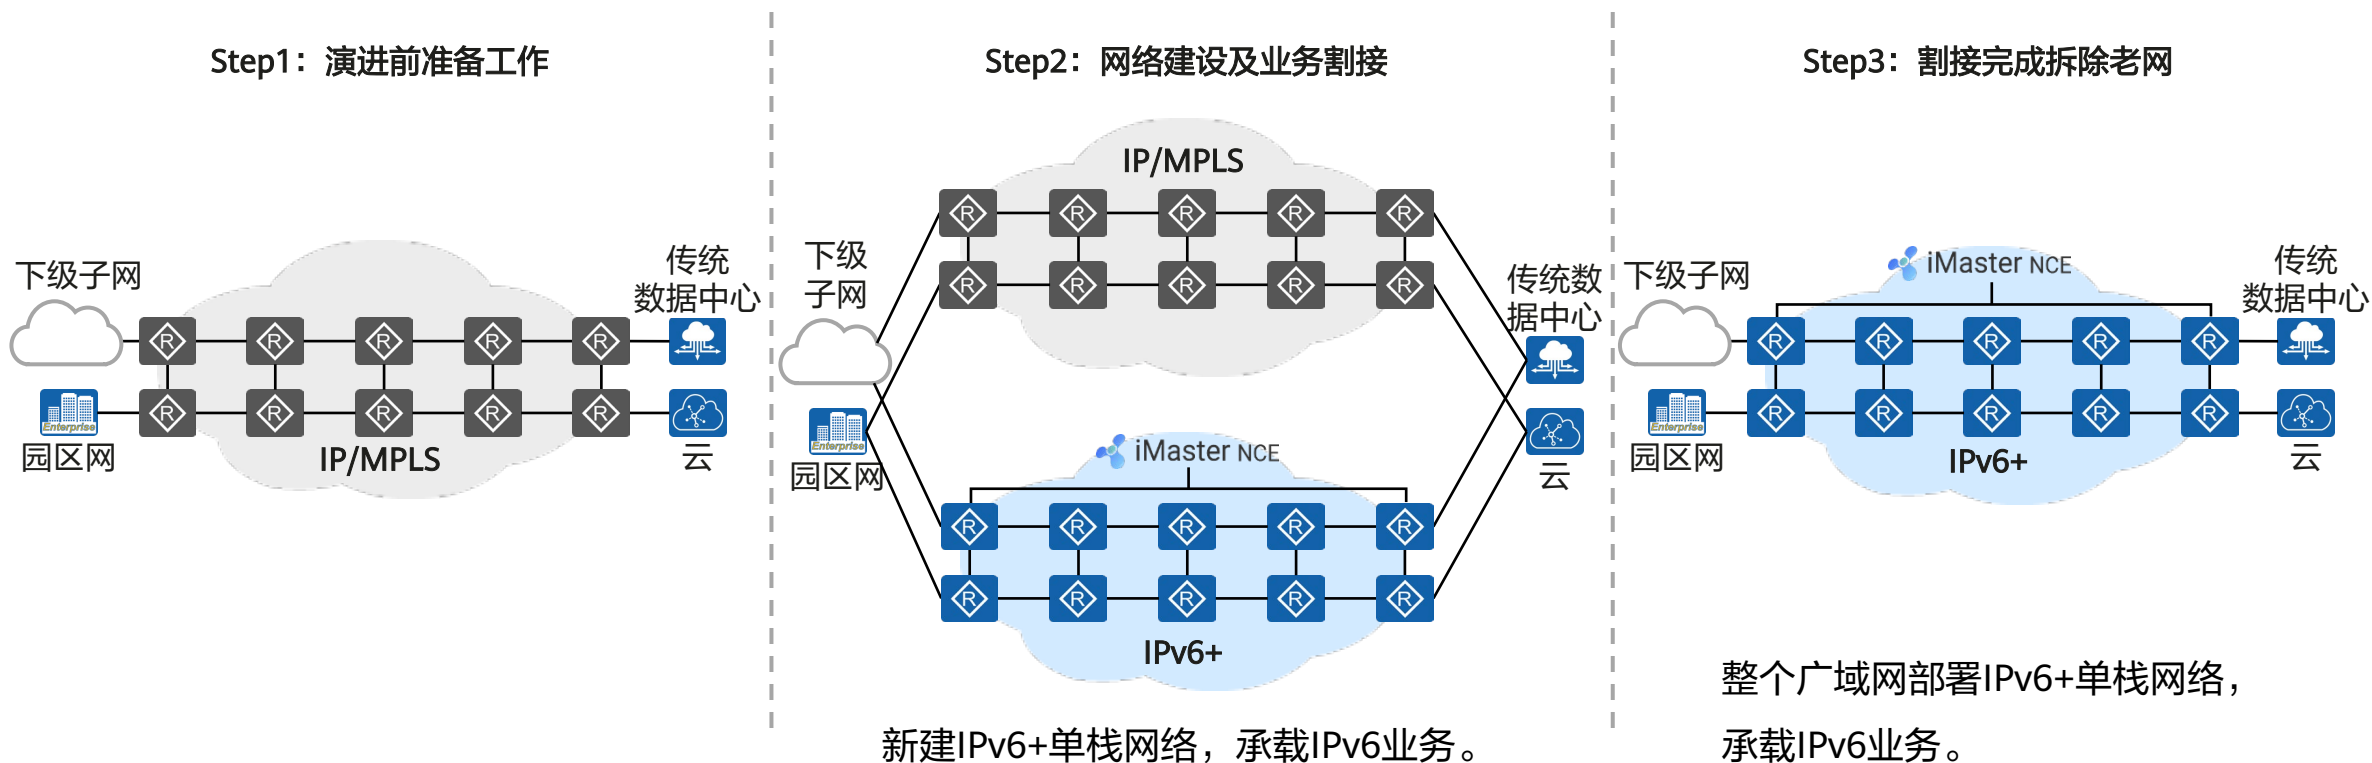 Step1：演进前准备工作
下级子网
传统
数据中心
R R R R R
R R R R R
Enterprise
园区网
IP/MPLS
云
Step2：网络建设及业务割接
IP/MPLS
R R R R R
R R R R R
下级
子网
传统数
据中心
Enterprise
园区网
云
iMaster NCE
R R R R R
R R R R R
IPv6+
新建IPv6+单栈网络，承载IPv6业务。
Step3：割接完成拆除老网
iMaster NCE
下级子网
传统
数据中心
R R R R R
R R R R R
Enterprise
园区网
IPv6+
云
整个广域网部署IPv6+单栈网络，
承载IPv6业务。